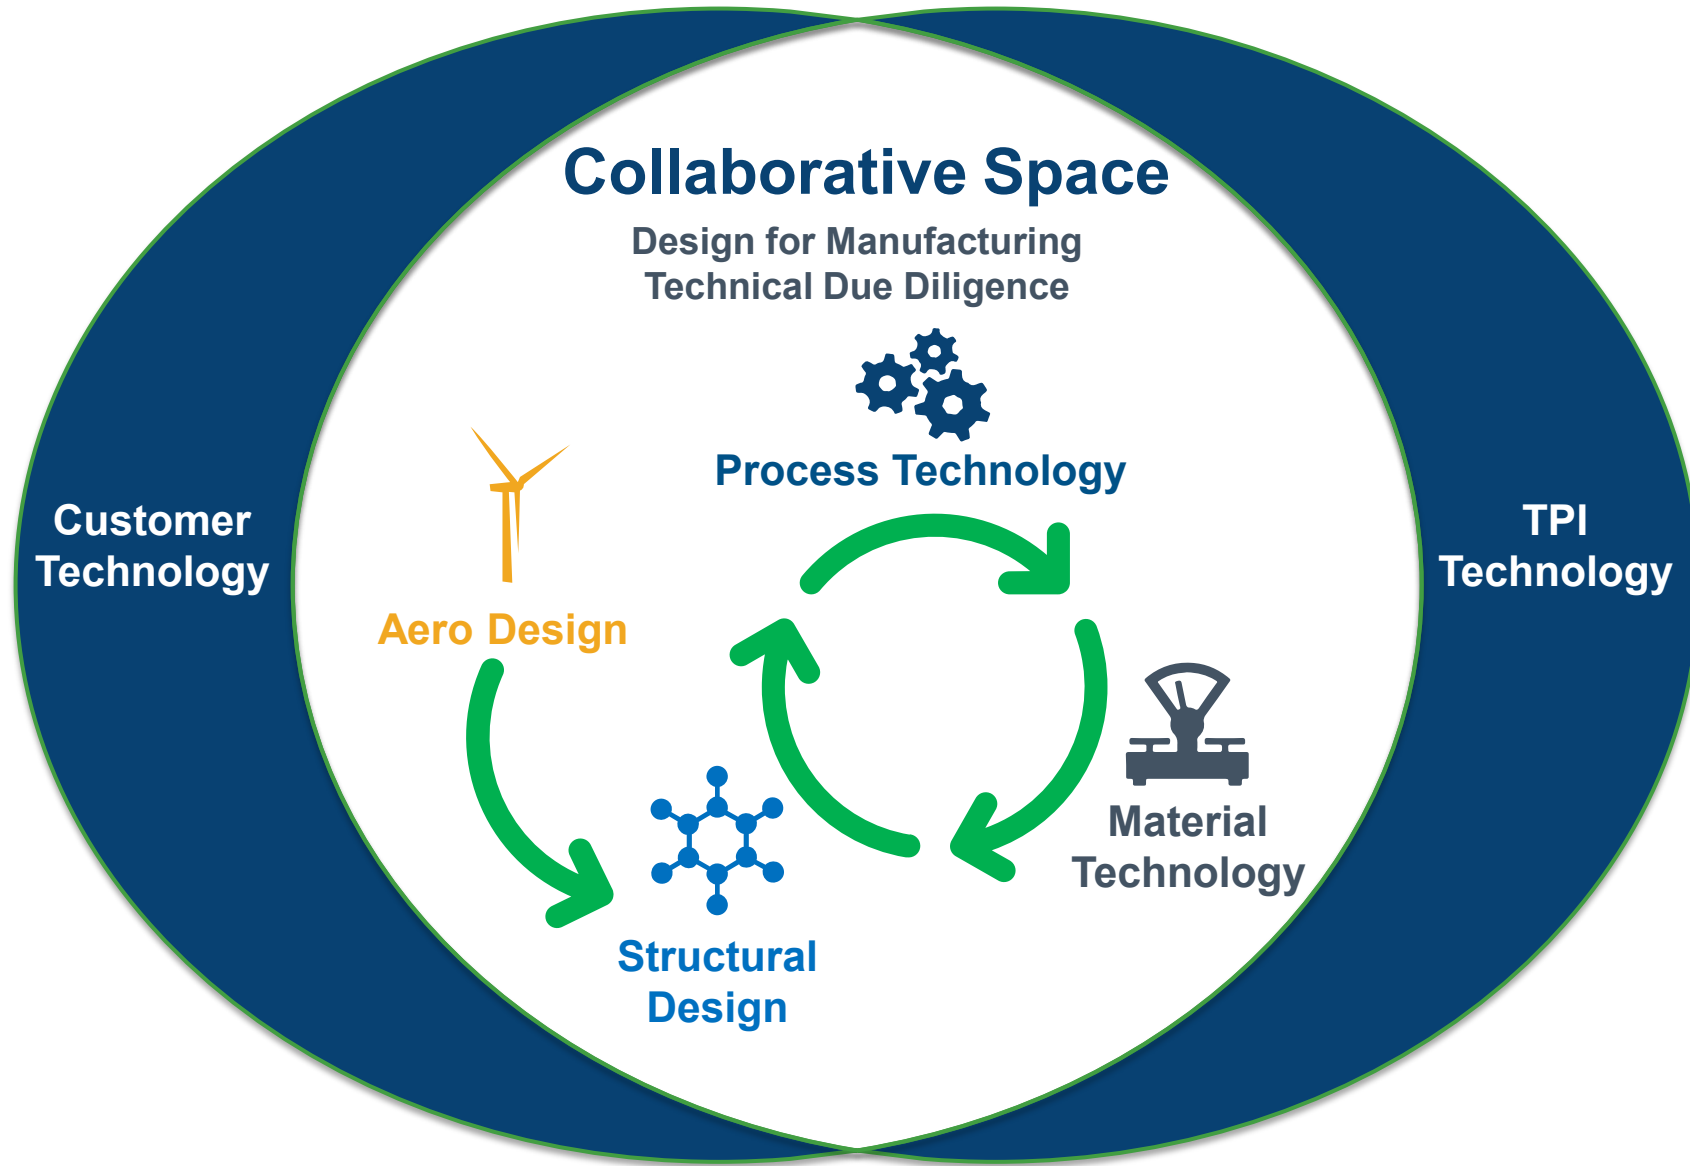 Collaborative Space
Design for Manufacturing
Technical Due Diligence
Process Technology
Customer
Technology
TPI
Technology
Aero Design
Material
Technology
Structural
Design